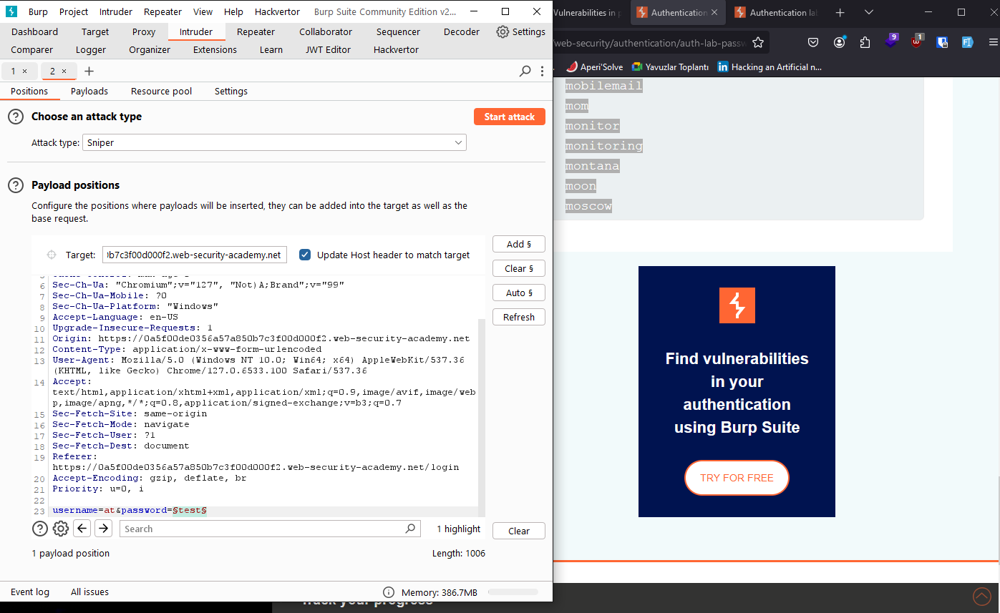 Burp Project Intruder Repeater View Help Hackvertor Burp Suite Community Edition v2...
Dashboard Target Proxy Intruder Repeater Collaborator Sequencer Decoder Settings
Comparer Logger Organizer Extensions Learn JWT Editor Hackvertor
1 × 2 × +
Positions Payloads Resource pool Settings
? Choose an attack type Start attack
Attack type: Sniper
? Payload positions
Configure the positions where payloads will be inserted, they can be added into the target as well as the
base request.
Target: b7c3f00d000f2.web-security-academy.net Update Host header to match target
Add §
Clear §
Auto §
Refresh
6 Sec-Ch-Ua: "Chromium";v="127", "Not)A;Brand";v="99"
7 Sec-Ch-Ua-Mobile: ?0
8 Sec-Ch-Ua-Platform: "Windows"
9 Accept-Language: en-US
10 Upgrade-Insecure-Requests: 1
11 Origin: https://0a5f00de0356a57a850b7c3f00d000f2.web-security-academy.net
12 Content-Type: application/x-www-form-urlencoded
13 User-Agent: Mozilla/5.0 (Windows NT 10.0; Win64; x64) AppleWebKit/537.36
(KHTML, like Gecko) Chrome/127.0.6533.100 Safari/537.36
14 Accept:
text/html,application/xhtml+xml,application/xml;q=0.9,image/avif,image/web
p,image/apng,*/*;q=0.8,application/signed-exchange;v=b3;q=0.7
15 Sec-Fetch-Site: same-origin
16 Sec-Fetch-Mode: navigate
17 Sec-Fetch-User: ?1
18 Sec-Fetch-Dest: document
19 Referer:
https://0a5f00de0356a57a850b7c3f00d000f2.web-security-academy.net/login
20 Accept-Encoding: gzip, deflate, br
21 Priority: u=0, i
22
23 username=at&password=§test§
? Search 1 highlight Clear
1 payload position Length: 1006
Event log All issues Memory: 386.7MB
Vulnerabilities in p Authentication Authentication lab
/web-security/authentication/auth-lab-passw
9 1
Aperi'Solve Yavuzlar Toplantı Hacking an Artificial n...
mobilemail
mom
monitor
monitoring
montana
moon
moscow
Find vulnerabilities
in your
authentication
using Burp Suite
TRY FOR FREE
Track your progress